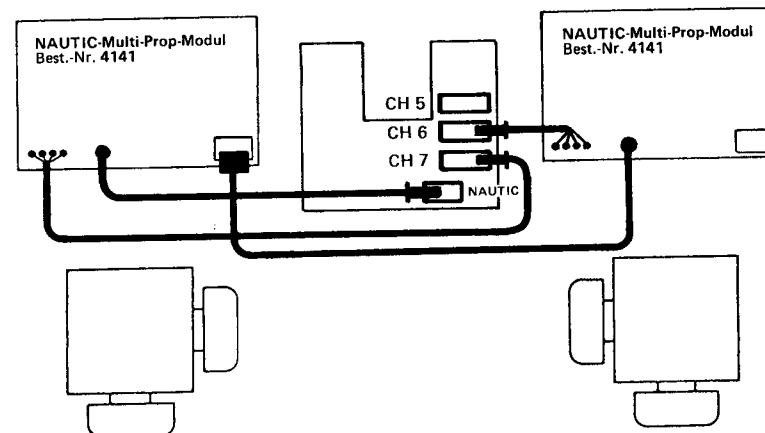 NAUTIC-Multi-Prop-Modul
Best.-Nr. 4141
CH 5
CH 6
CH 7
NAUTIC
NAUTIC-Multi-Prop-Modul
Best.-Nr. 4141